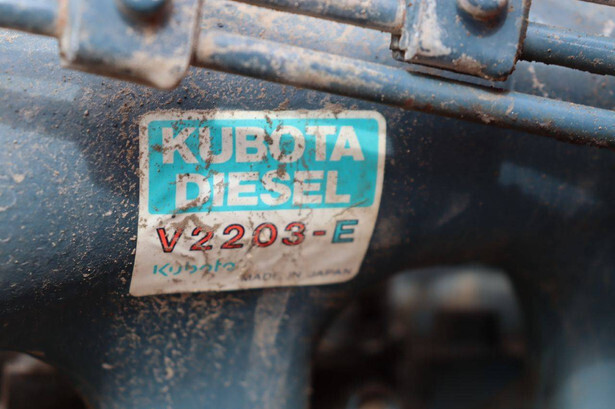 KUBOTA
DIESEL
V2203-E
Kubota MADE IN JAPAN